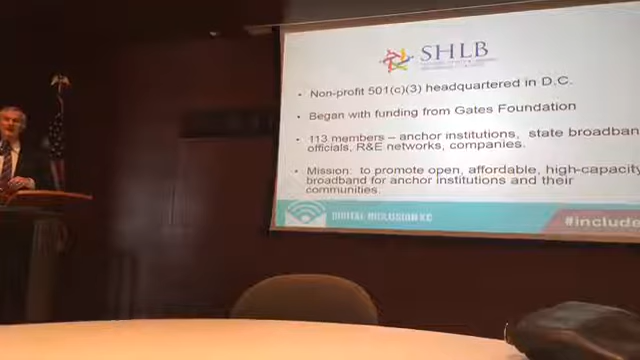 SHLB
• Non-profit 501(c)(3) headquartered in D.C.
• Began with funding from Gates Foundation
• 113 members – anchor institutions, state broadban
officials, R&E networks, companies.
• Mission: to promote open, affordable, high-capacity
broadband for anchor institutions and their
communities.
DIGITAL INCLUSION KC
#include